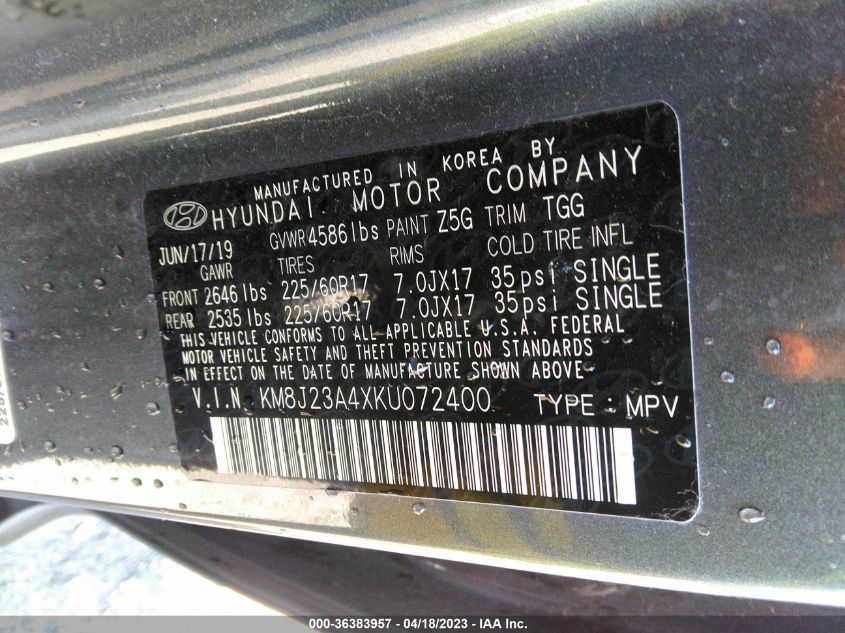 MANUFACTURED IN KOREA BY
HYUNDAI MOTOR COMPANY
JUN/17/19 GVWR 4586 lbs PAINT Z5G TRIM TGG
GAWR TIRES RIMS COLD TIRE INFL
FRONT 2646 lbs 225/60R17 7.0JX17 35psi SINGLE
REAR 2535 lbs 225/60R17 7.0JX17 35psi SINGLE
THIS VEHICLE CONFORMS TO ALL APPLICABLE U.S.A. FEDERAL
MOTOR VEHICLE SAFETY AND THEFT PREVENTION STANDARDS
IN EFFECT ON THE DATE OF MANUFACTURE SHOWN ABOVE
V.I.N. KM8J23A4XKU072400 TYPE : MPV
000-36383957 - 04/18/2023 - IAA Inc.